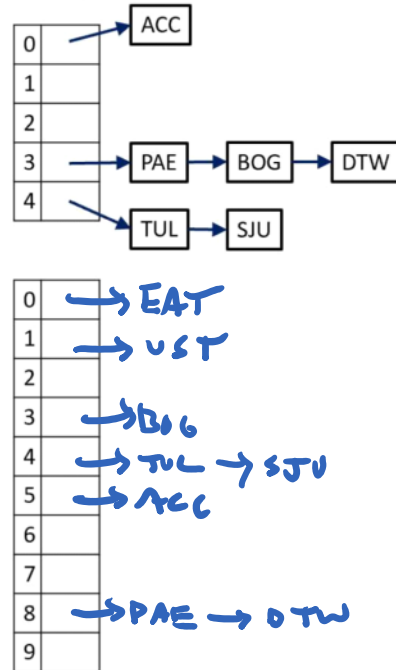 0 ACC
1
2
3 PAE BOG DTW
4
TUL SJU
0 EAT
1 UST
2
3 BOG
4 TUL SJU
5 ACC
6
7
8 PAE DTW
9